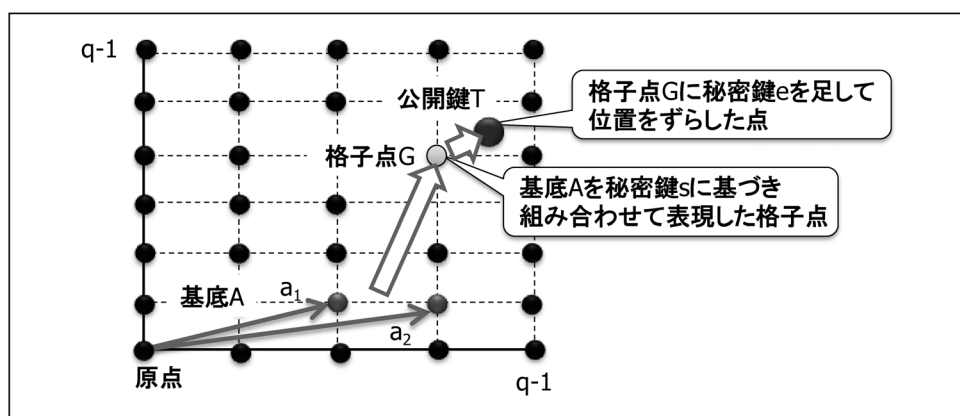 q-1
公開鍵T
格子点Gに秘密鍵eを足して
位置をずらした点
格子点G
基底Aを秘密鍵sに基づき
組み合わせて表現した格子点
基底A
a1
a2
原点
q-1